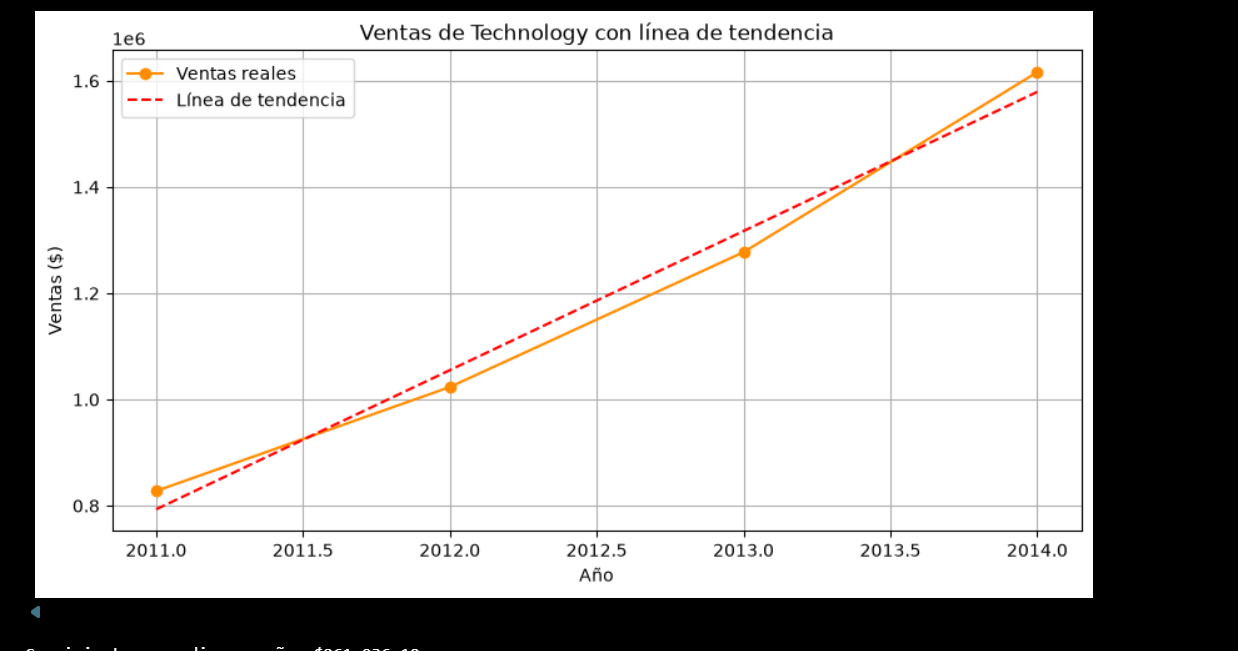 Ventas de Technology con línea de tendencia
1e6
Ventas reales
Línea de tendencia
1.6
1.4
1.2
1.0
0.8
Ventas ($)
2011.0 2011.5 2012.0 2012.5 2013.0 2013.5 2014.0
Año